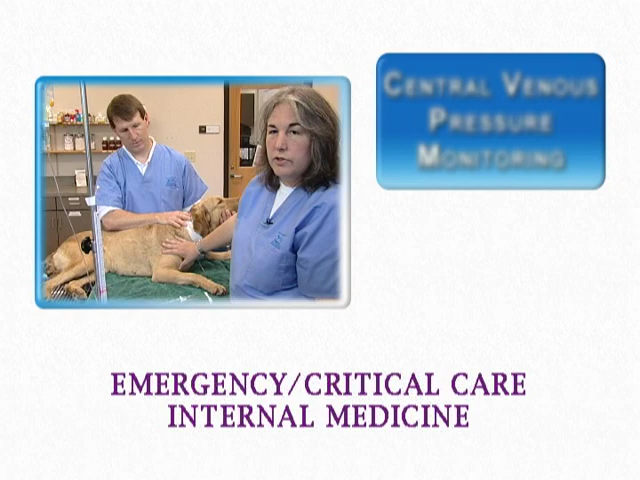 CENTRAL VENOUS
PRESSURE
MONITORING
EMERGENCY/CRITICAL CARE
INTERNAL MEDICINE